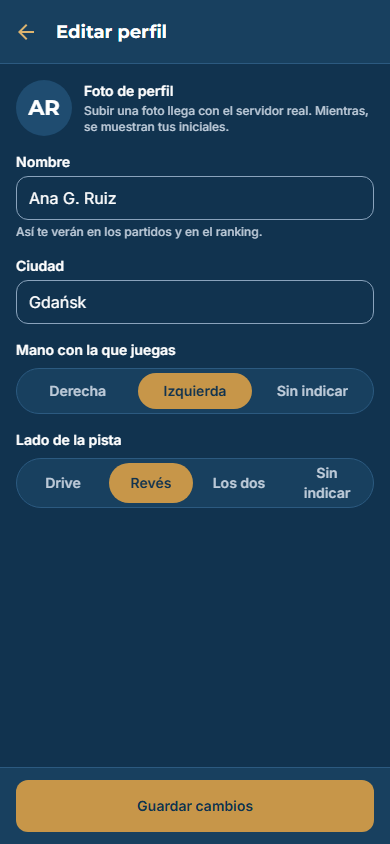 Editar perfil
AR
Foto de perfil
Subir una foto llega con el servidor real. Mientras,
se muestran tus iniciales.
Nombre
Ana G. Ruiz
Así te verán en los partidos y en el ranking.
Ciudad
Gdańsk
Mano con la que juegas
Derecha
Izquierda
Sin indicar
Lado de la pista
Drive
Revés
Los dos
Sin
indicar
Guardar cambios